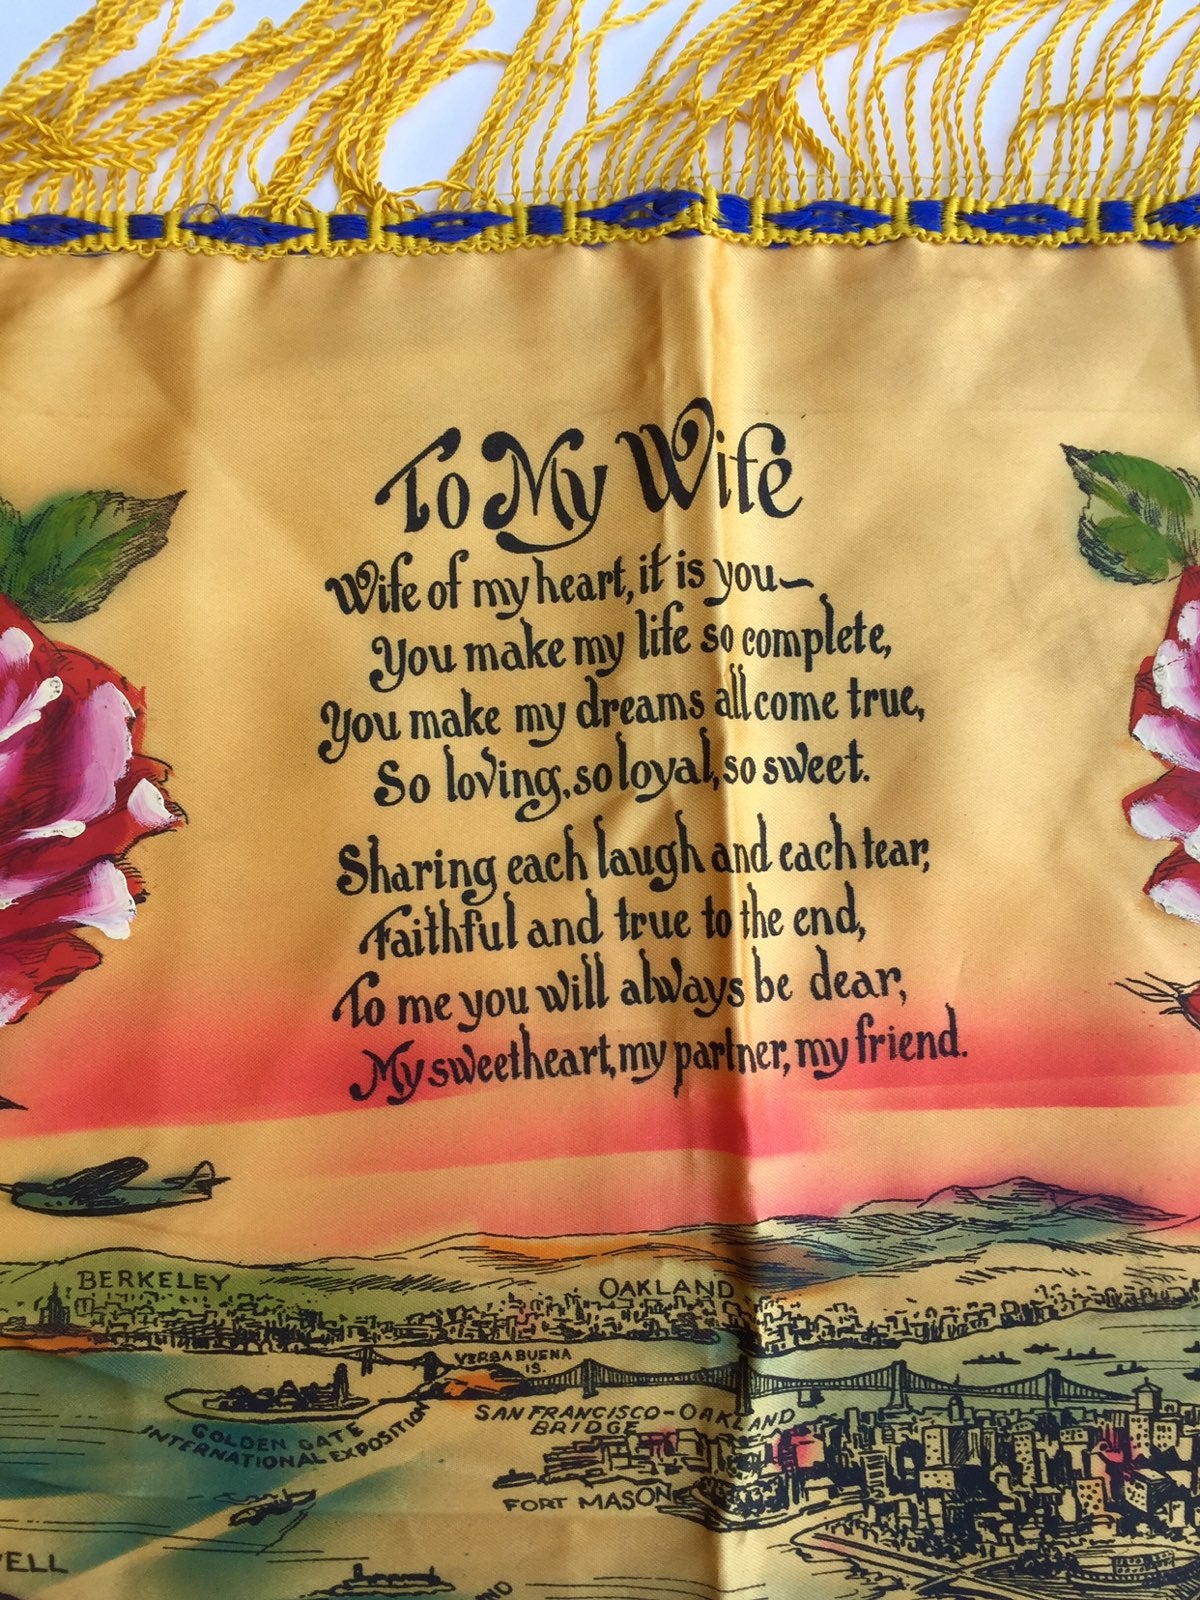 To My Wife
Wife of my heart, it is you—
You make my life so complete,
You make my dreams all come true,
So loving, so loyal, so sweet.
Sharing each laugh and each tear,
Faithful and true to the end,
To me you will always be dear,
My sweetheart, my partner, my friend.
BERKELEY
OAKLAND
YERBA BUENA
IS.
SAN FRANCISCO-OAKLAND
BRIDGE
GOLDEN GATE
INTERNATIONAL EXPOSITION
FORT MASON